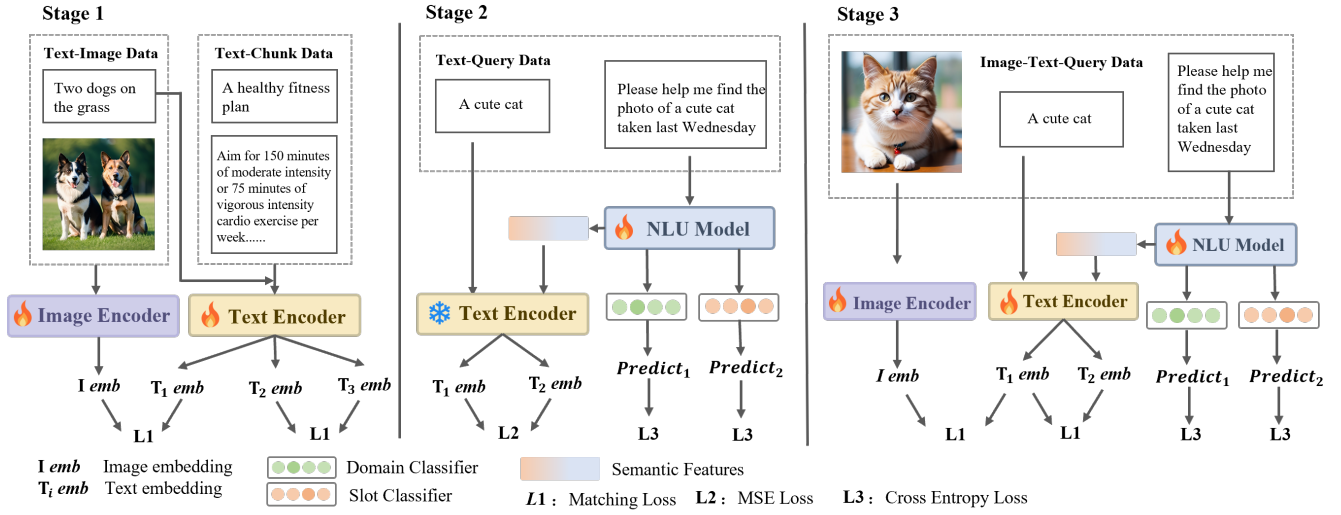 Stage 1
Text-Image Data
Two dogs on
the grass
Text-Chunk Data
A healthy fitness
plan
Aim for 150 minutes
of moderate intensity
or 75 minutes of
vigorous intensity
cardio exercise per
week......
Image Encoder
Text Encoder
I emb
T1 emb
T2 emb
T3 emb
L1
L1
Stage 2
Text-Query Data
A cute cat
Please help me find the
photo of a cute cat
taken last Wednesday
NLU Model
Text Encoder
T1 emb
T2 emb
Predict1
Predict2
L2
L3
L3
Stage 3
Image-Text-Query Data
A cute cat
Please help me
find the photo
of a cute cat
taken last
Wednesday
NLU Model
Image Encoder
Text Encoder
I emb
T1 emb
T2 emb
Predict1
Predict2
L1
L1
L3
L3
I emb Image embedding
Ti emb Text embedding
Domain Classifier
Slot Classifier
Semantic Features
L1 : Matching Loss L2 : MSE Loss L3 : Cross Entropy Loss